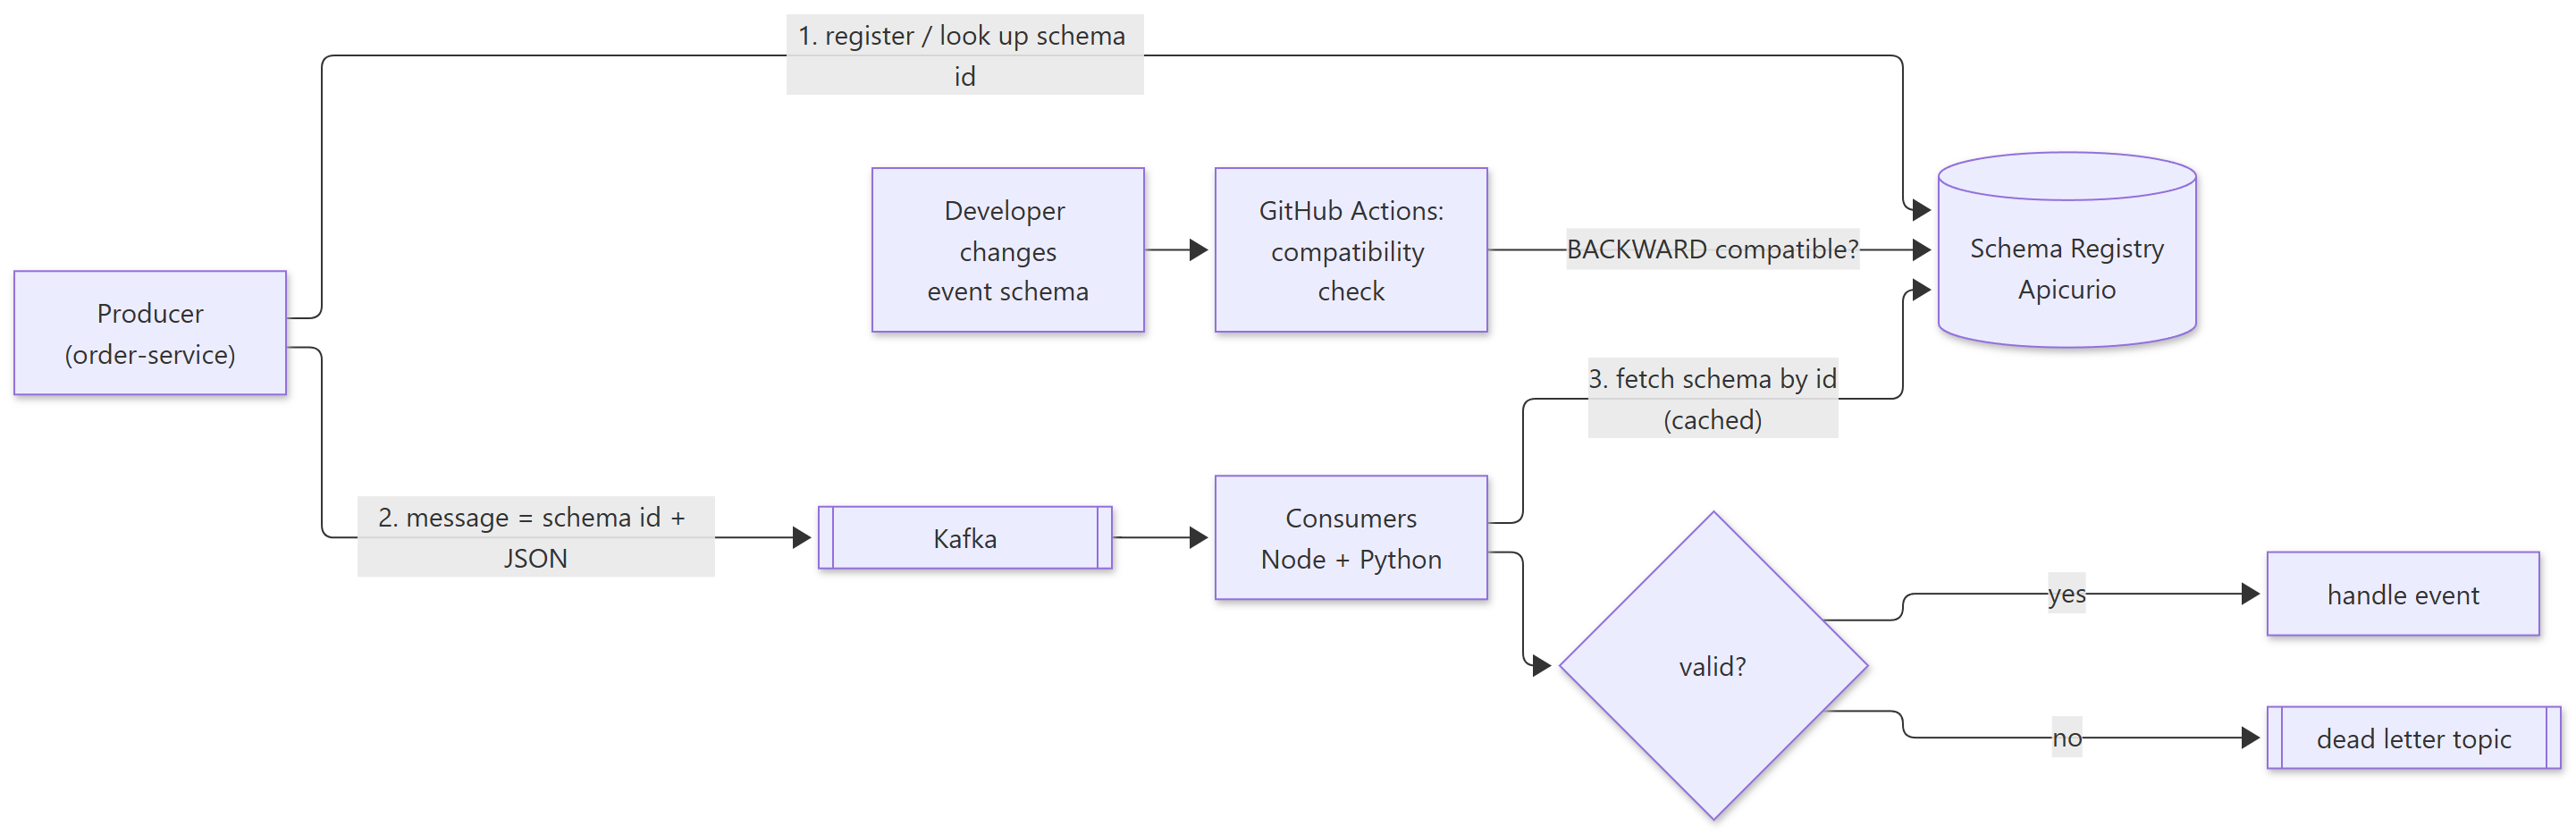 1. register / look up schema
id
Developer
changes
event schema
GitHub Actions:
compatibility
check
BACKWARD compatible?
Schema Registry
Apicurio
Producer
(order-service)
3. fetch schema by id
(cached)
2. message = schema id +
JSON
Kafka
Consumers
Node + Python
valid?
yes
handle event
no
dead letter topic